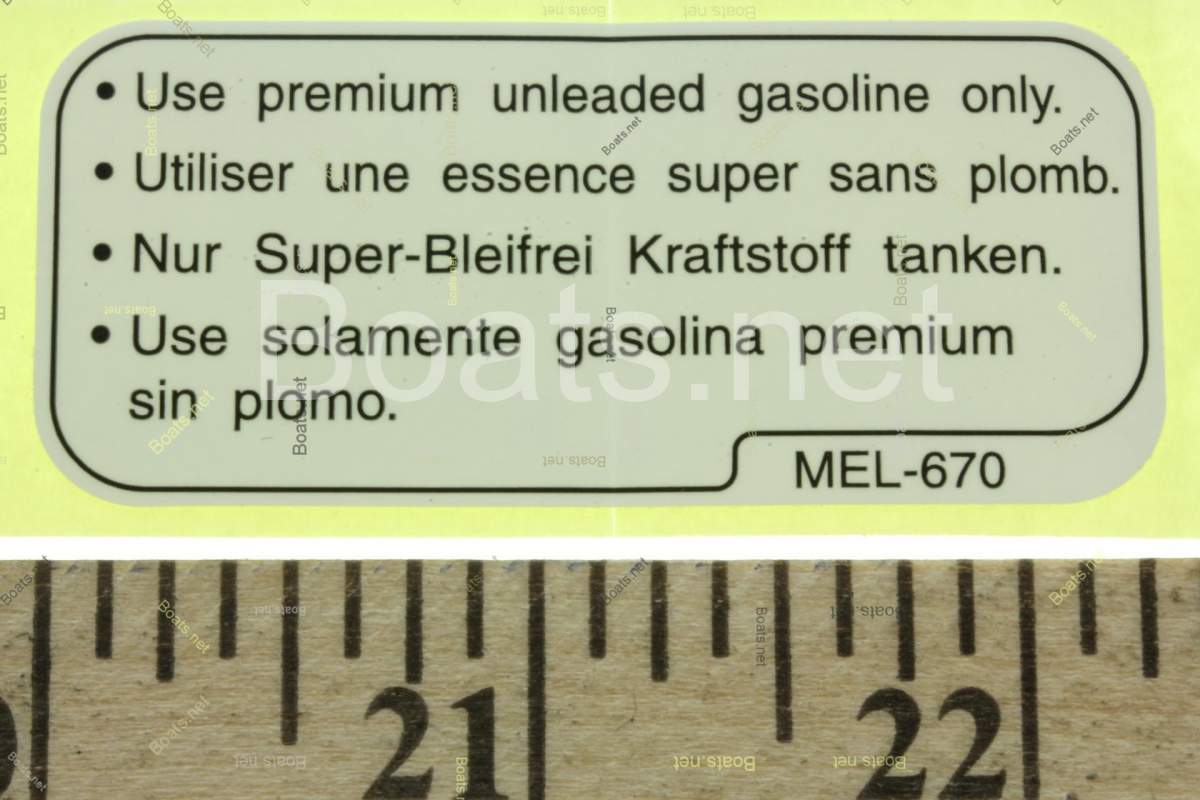 • Use premium unleaded gasoline only.
• Utiliser une essence super sans plomb.
• Nur Super-Bleifrei Kraftstoff tanken.
• Use solamente gasolina premium
sin plomo.
MEL-670
Boats.net
21 22